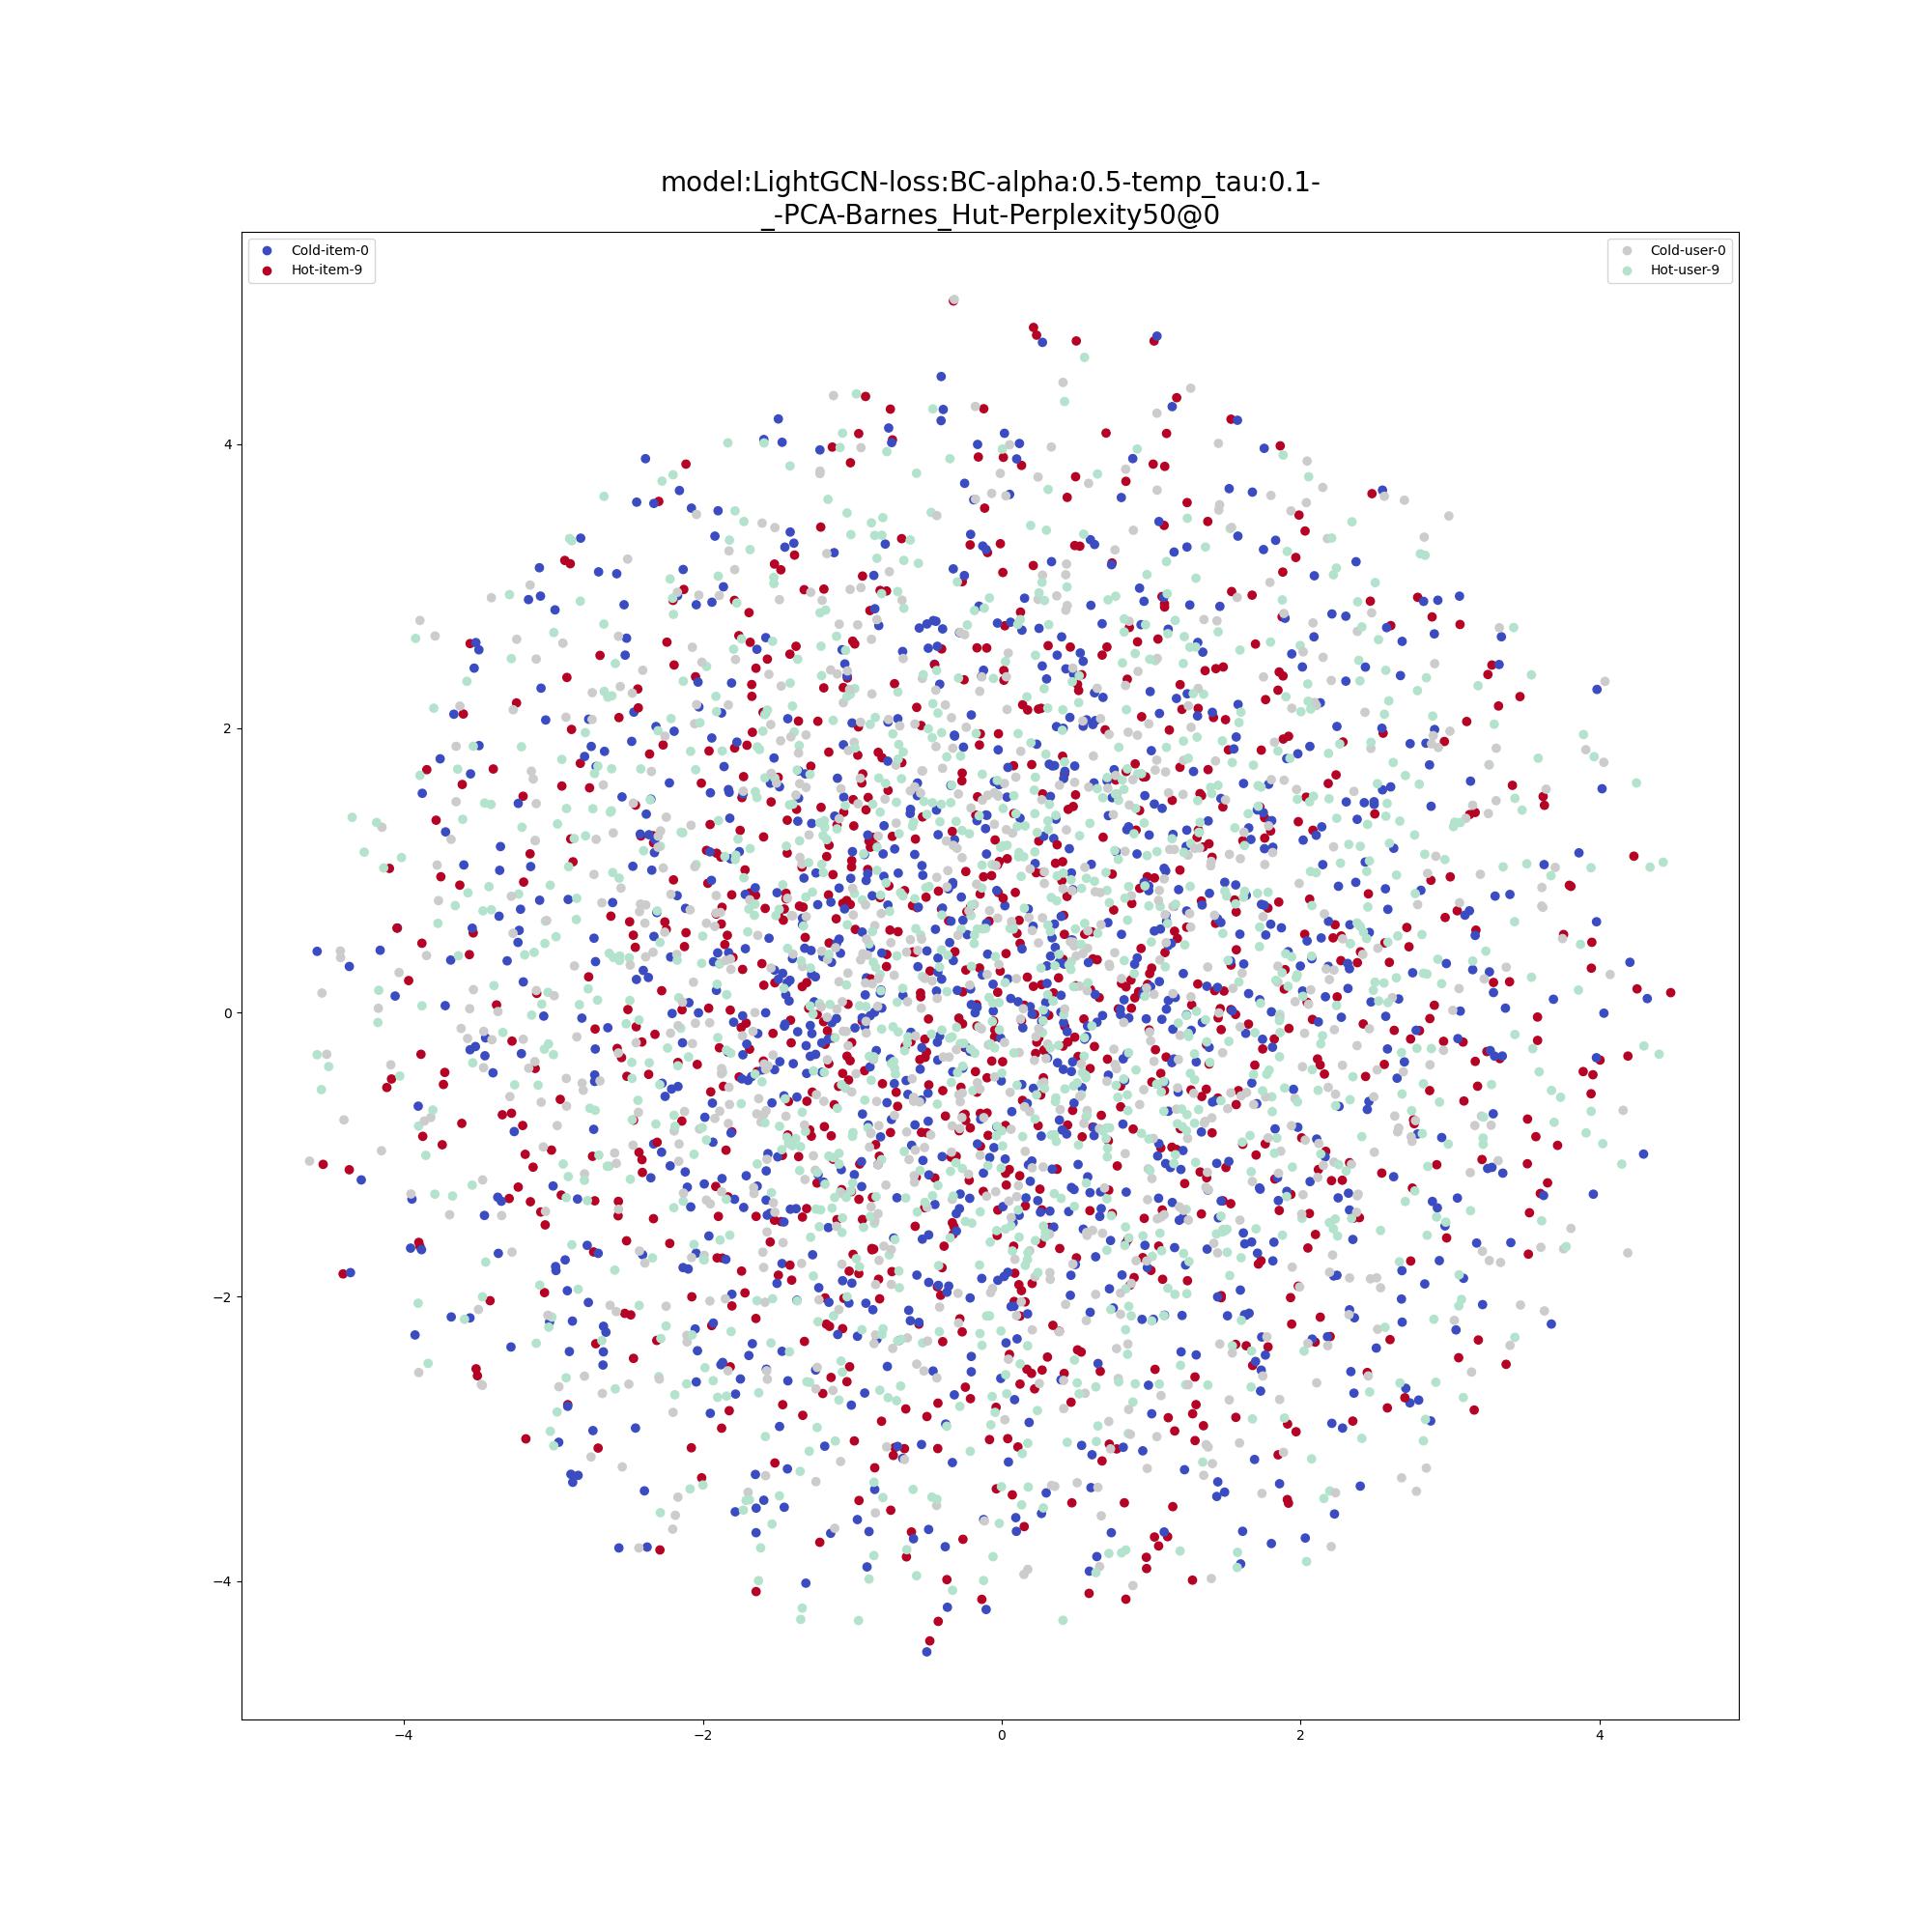 model:LightGCN-loss:BC-alpha:0.5-temp_tau:0.1-
_-PCA-Barnes_Hut-Perplexity50@0
Cold-item-0
Hot-item-9
Cold-user-0
Hot-user-9
4
2
0
−2
−4
−4
−2
0
2
4